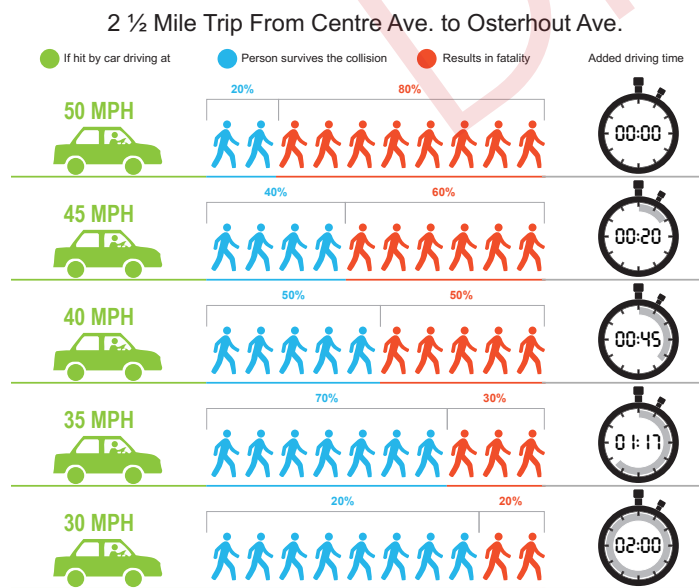 2 ½ Mile Trip From Centre Ave. to Osterhout Ave.
If hit by car driving at Person survives the collision Results in fatality Added driving time
50 MPH 20% 80% 00:00
45 MPH 40% 60% 00:20
40 MPH 50% 50% 00:45
35 MPH 70% 30% 01:17
30 MPH 20% 20% 02:00